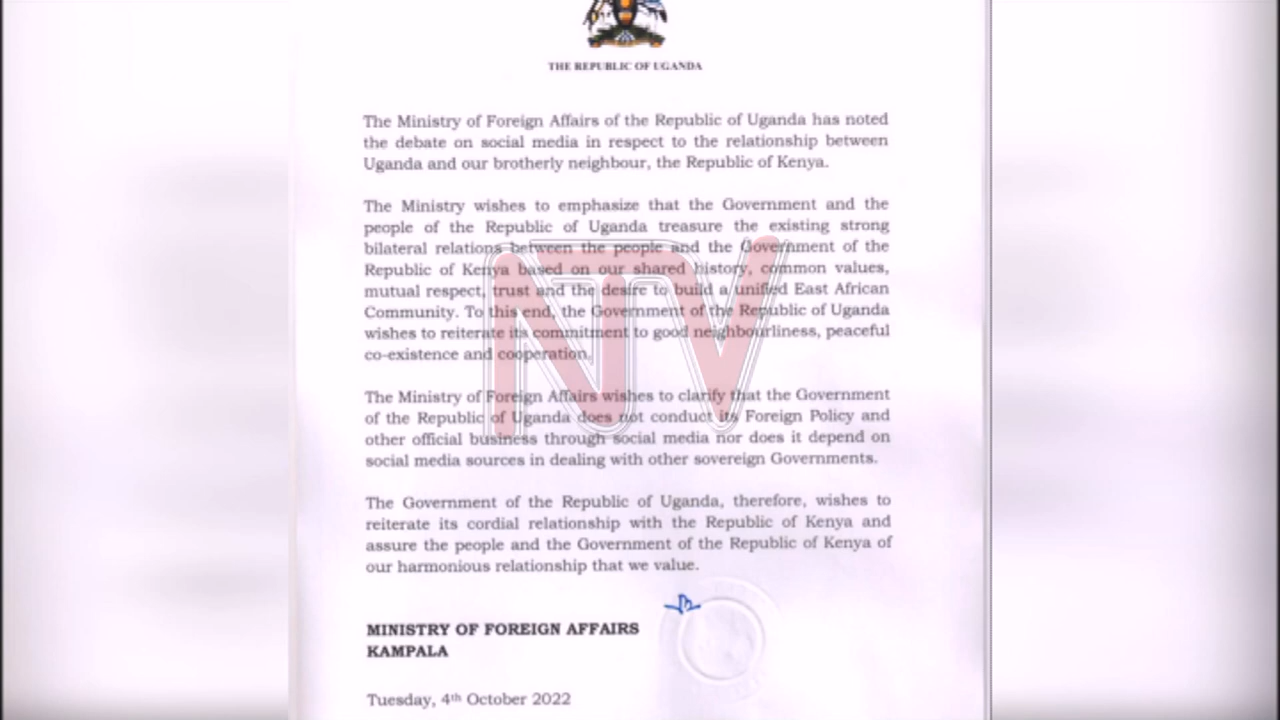 THE REPUBLIC OF UGANDA
The Ministry of Foreign Affairs of the Republic of Uganda has noted
the debate on social media in respect to the relationship between
Uganda and our brotherly neighbour, the Republic of Kenya.
The Ministry wishes to emphasize that the Government and the
people of the Republic of Uganda treasure the existing strong
bilateral relations between the people and the Government of the
Republic of Kenya based on our shared history, common values,
mutual respect, trust and the desire to build a unified East African
Community. To this end, the Government of the Republic of Uganda
wishes to reiterate its commitment to good neighbourliness, peaceful
co-existence and cooperation.
NTV
The Ministry of Foreign Affairs wishes to clarify that the Government
of the Republic of Uganda does not conduct its Foreign Policy and
other official business through social media nor does it depend on
social media sources in dealing with other sovereign Governments.
The Government of the Republic of Uganda, therefore, wishes to
reiterate its cordial relationship with the Republic of Kenya and
assure the people and the Government of the Republic of Kenya of
our harmonious relationship that we value.
MINISTRY OF FOREIGN AFFAIRS
KAMPALA
Tuesday, 4th October 2022